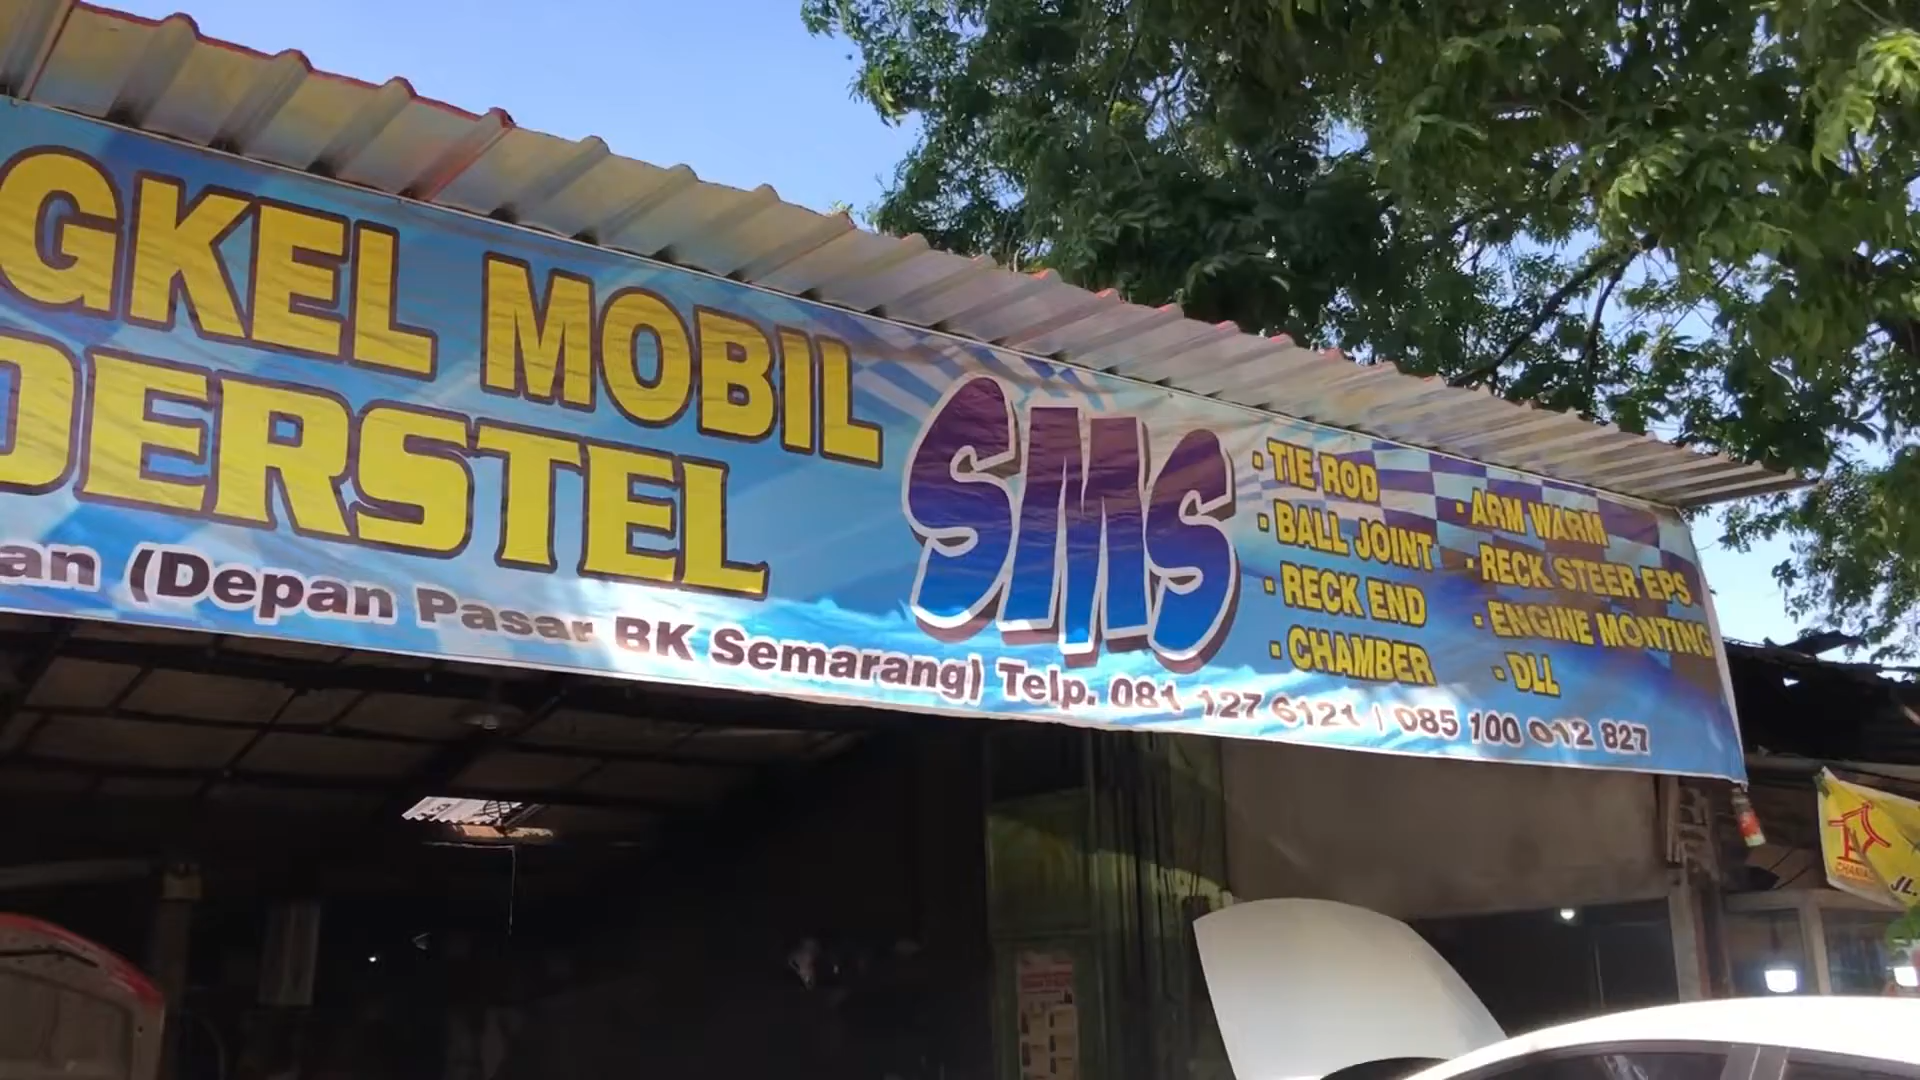 GKEL MOBIL
DERSTEL
an (Depan Pasar BK Semarang) Telp. 081 127 6121 / 085 100 012 827
SMS
· TIE ROD
· BALL JOINT
· RECK END
· CHAMBER
· ARM WARM
· RECK STEER EPS
· ENGINE MONTING
· DLL
JL.